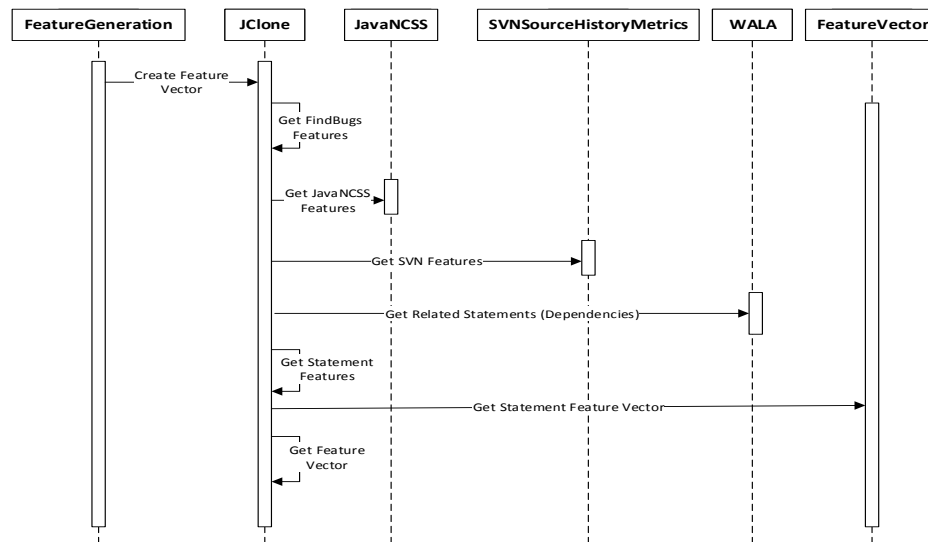 FeatureGeneration
JClone
JavaNCSS
SVNSourceHistoryMetrics
WALA
FeatureVector
Create Feature
Vector
Get FindBugs
Features
Get JavaNCSS
Features
Get SVN Features
Get Related Statements (Dependencies)
Get Statement
Features
Get Statement Feature Vector
Get Feature
Vector